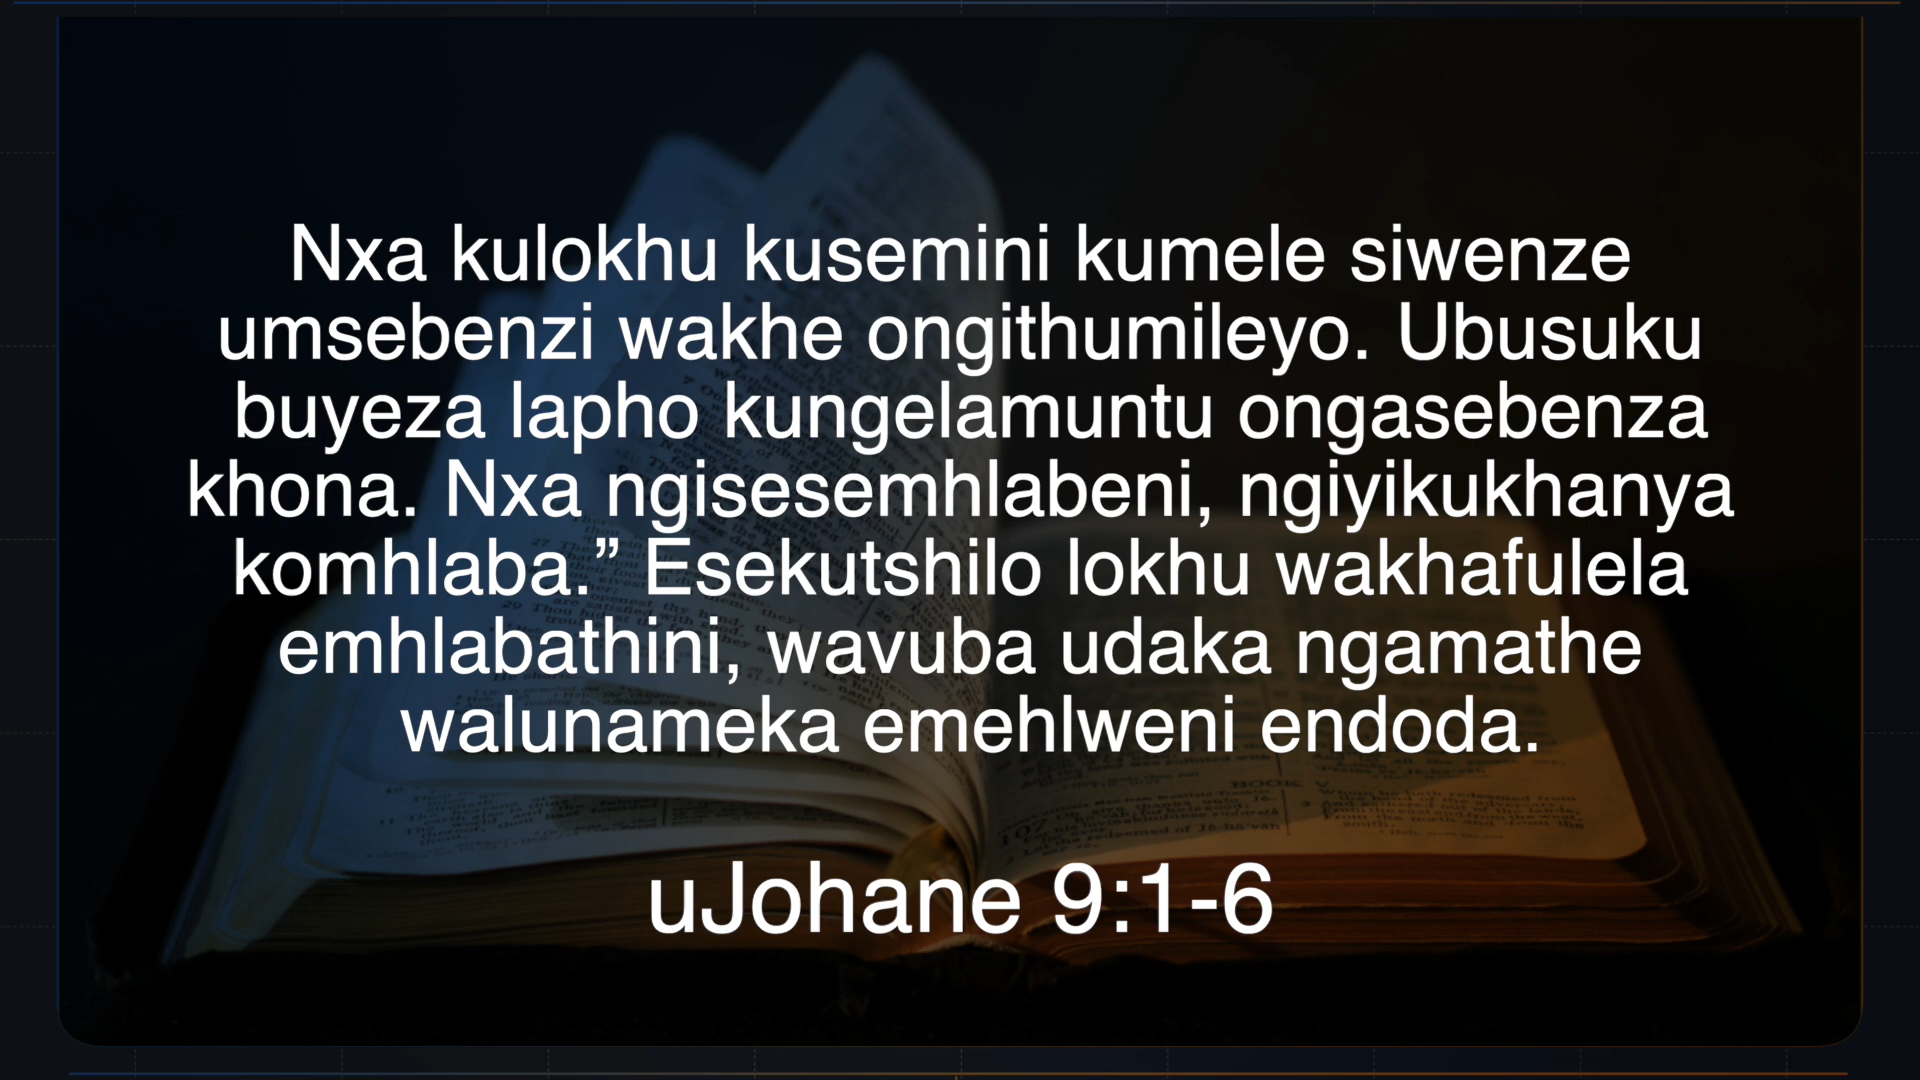 Nxa kulokhu kusemini kumele siwenze
umsebenzi wakhe ongithumileyo. Ubusuku
buyeza lapho kungelamuntu ongasebenza
khona. Nxa ngisesemhlabeni, ngiyikukhanya
komhlaba.” Esekutshilo lokhu wakhafulela
emhlabathini, wavuba udaka ngamathe
walunameka emehlweni endoda.
uJohane 9:1-6